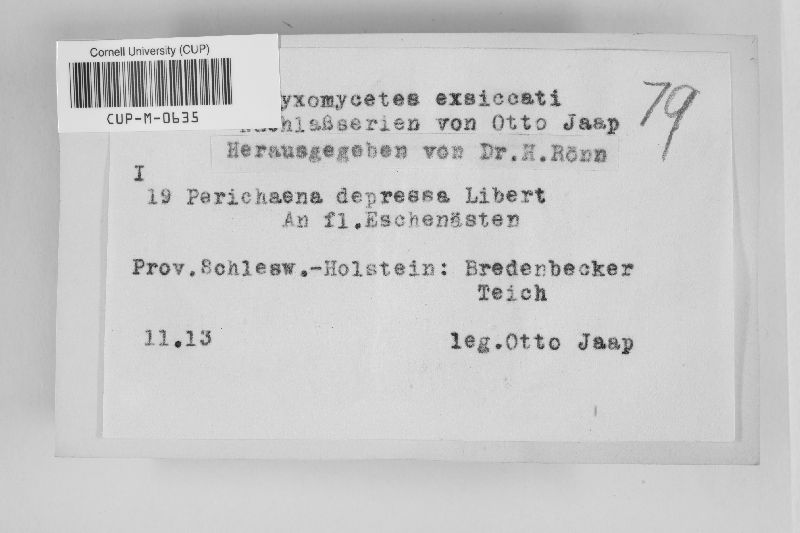 Cornell University (CUP)
CUP-M-0635
yxomycetes exsiccati
hlaßserien von Otto Jaap
79
Herausgegeben von Dr.H.Rönn
I
19 Perichaena depressa Libert
An fl.Eschenästen
Prov.Schlesw.-Holstein: Bredenbecker
Teich
11.13
leg.Otto Jaap